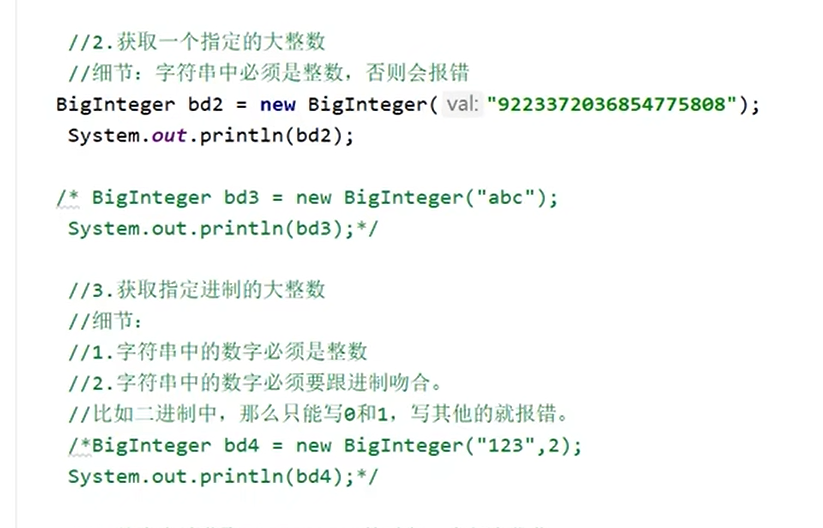 //2.获取一个指定的大整数
//细节：字符串中必须是整数，否则会报错
BigInteger bd2 = new BigInteger( val: "9223372036854775808");
System.out.println(bd2);
/* BigInteger bd3 = new BigInteger("abc");
System.out.println(bd3);*/
//3.获取指定进制的大整数
//细节：
//1.字符串中的数字必须是整数
//2.字符串中的数字必须要跟进制吻合。
//比如二进制中，那么只能写0和1，写其他的就报错。
/*BigInteger bd4 = new BigInteger("123",2);
System.out.println(bd4);*/